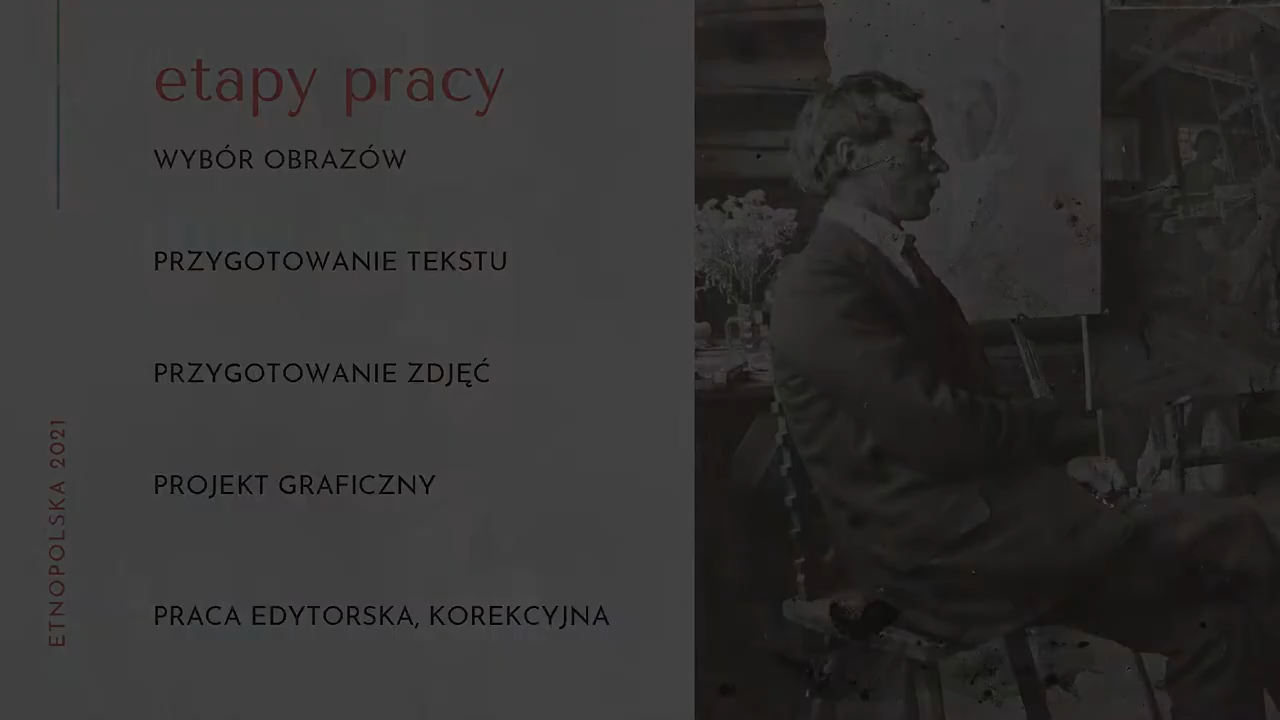 etapy pracy
WYBÓR OBRAZÓW
PRZYGOTOWANIE TEKSTU
PRZYGOTOWANIE ZDJĘĆ
PROJEKT GRAFICZNY
PRACA EDYTORSKA, KOREKCYJNA
ETNOPOLSKA 2021